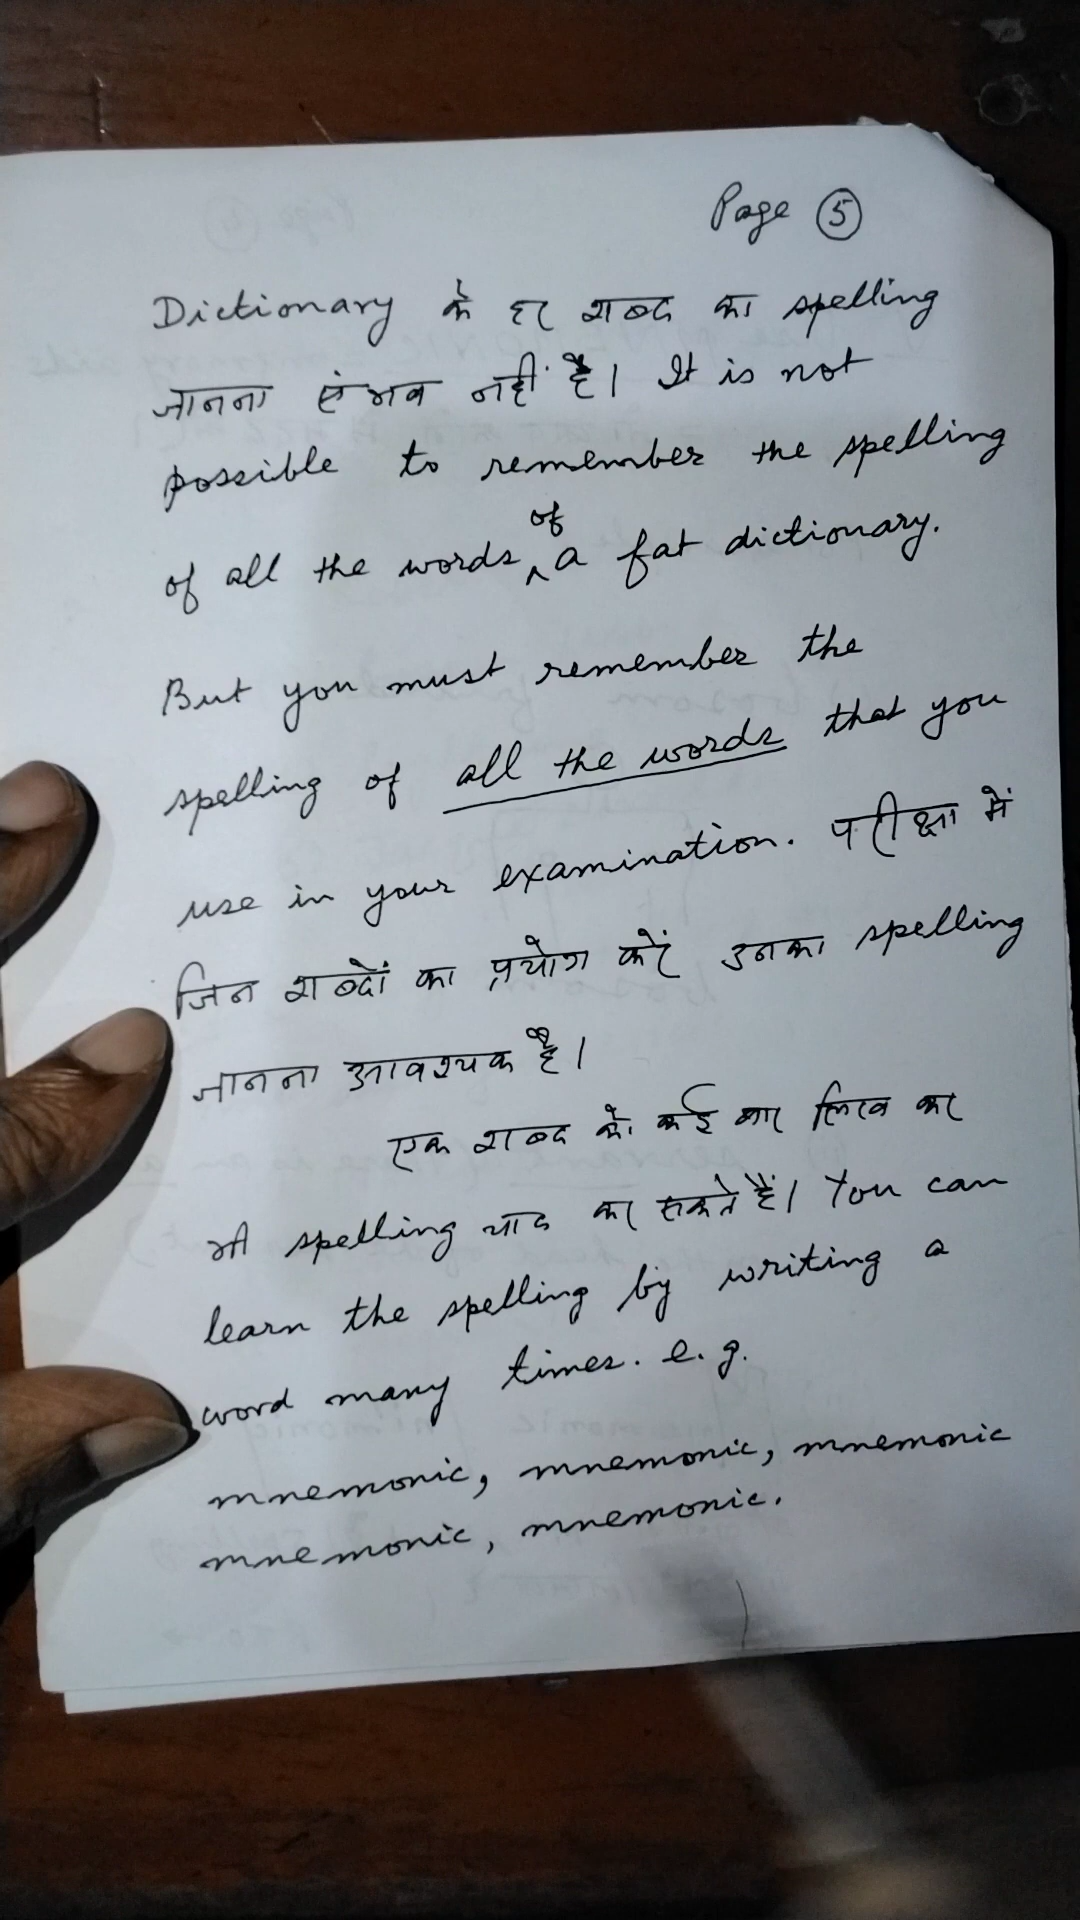 Page 5
Dictionary के हर शब्द का spelling
जानना संभव नहीं है। It is not
possible to remember the spelling
of all the words of a fat dictionary.
But you must remember the
spelling of all the words that you
use in your examination. परीक्षा में
जिन शब्दों का प्रयोग करें उनका spelling
जानना आवश्यक है।
एक शब्द को कई बार लिख कर
भी spelling याद कर सकते हैं। You can
learn the spelling by writing a
word many times. e.g.
mnemonic, mnemonic, mnemonic
mnemonic, mnemonic.